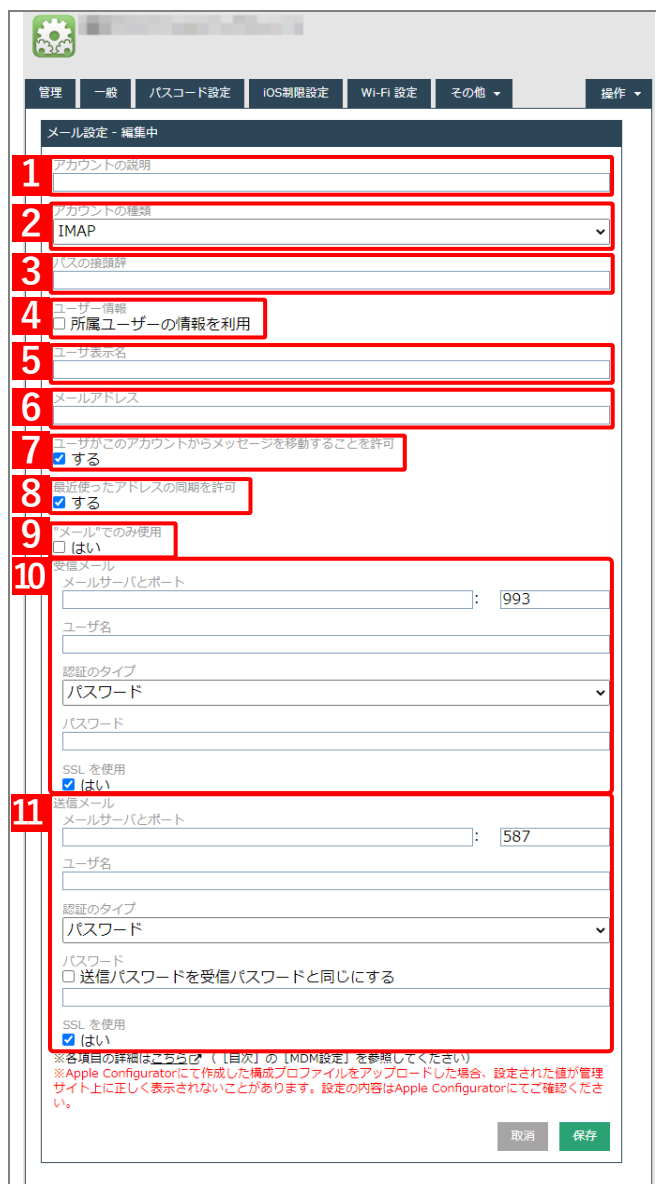 管理 一般 パスコード設定 iOS制限設定 Wi-Fi 設定 その他 操作
メール設定 - 編集中
1 アカウントの説明
2 アカウントの種類
IMAP
3 パスの接頭辞
4 ユーザー情報
所属ユーザーの情報を利用
5 ユーザ表示名
6 メールアドレス
7 ユーザがこのアカウントからメッセージを移動することを許可
する
8 最近使ったアドレスの同期を許可
する
9 "メール"でのみ使用
はい
10 受信メール
メールサーバとポート
: 993
ユーザ名
認証のタイプ
パスワード
パスワード
SSL を使用
はい
11 送信メール
メールサーバとポート
: 587
ユーザ名
認証のタイプ
パスワード
パスワード
送信パスワードを受信パスワードと同じにする
SSL を使用
はい
※各項目の詳細はこちら（［目次］の［MDM設定］を参照してください）
※Apple Configuratorにて作成した構成プロファイルをアップロードした場合、設定された値が管理
サイト上に正しく表示されないことがあります。設定の内容はApple Configuratorにてご確認くださ
い。
取消 保存